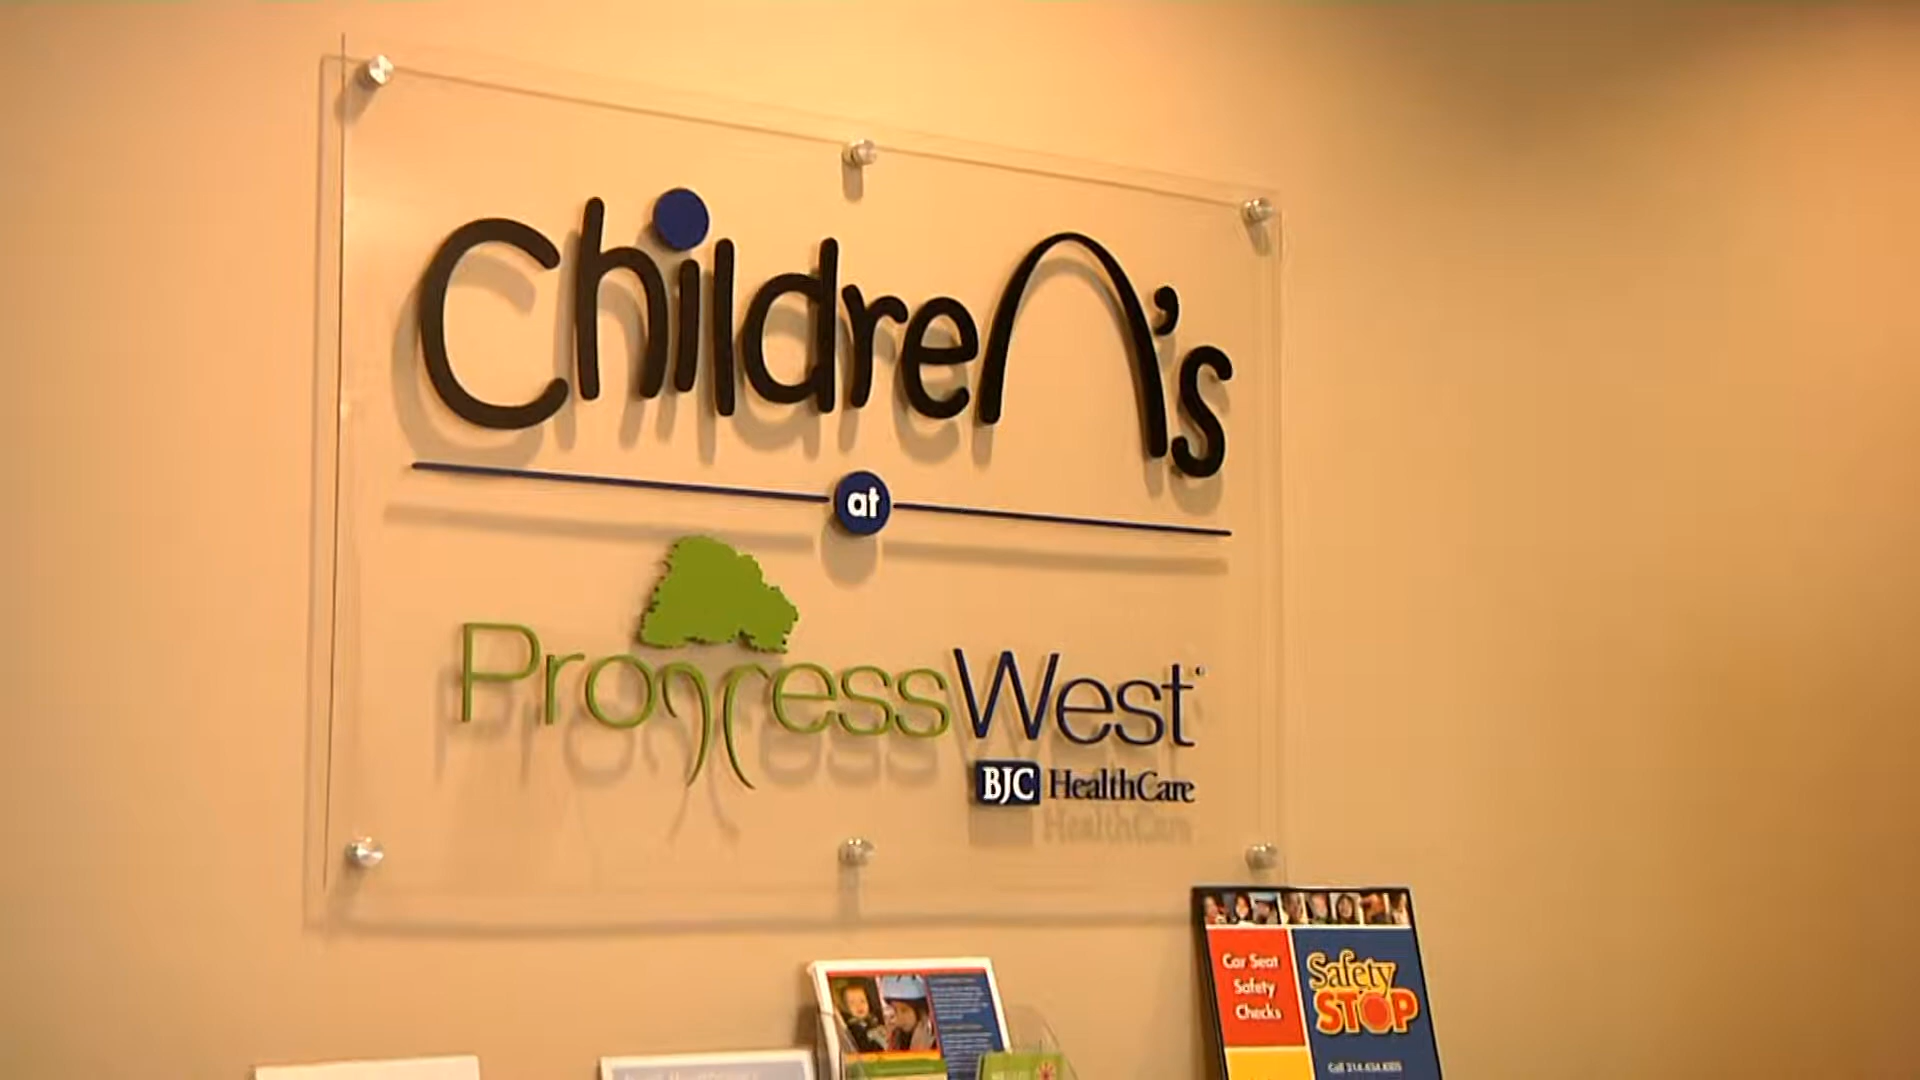 Children's
at
ProgressWest
BJC HealthCare
Car Seat
Safety
Checks
Safety
STOP